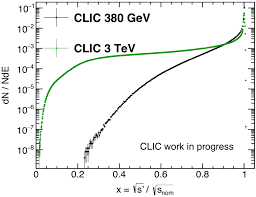 CLIC 380 GeV
CLIC 3 TeV
dN / NdE
10⁻¹
10⁻²
10⁻³
10⁻⁴
10⁻⁵
10⁻⁶
10⁻⁷
10⁻⁸
CLIC work in progress
0 0.2 0.4 0.6 0.8 1
x = √s' / √s_nom